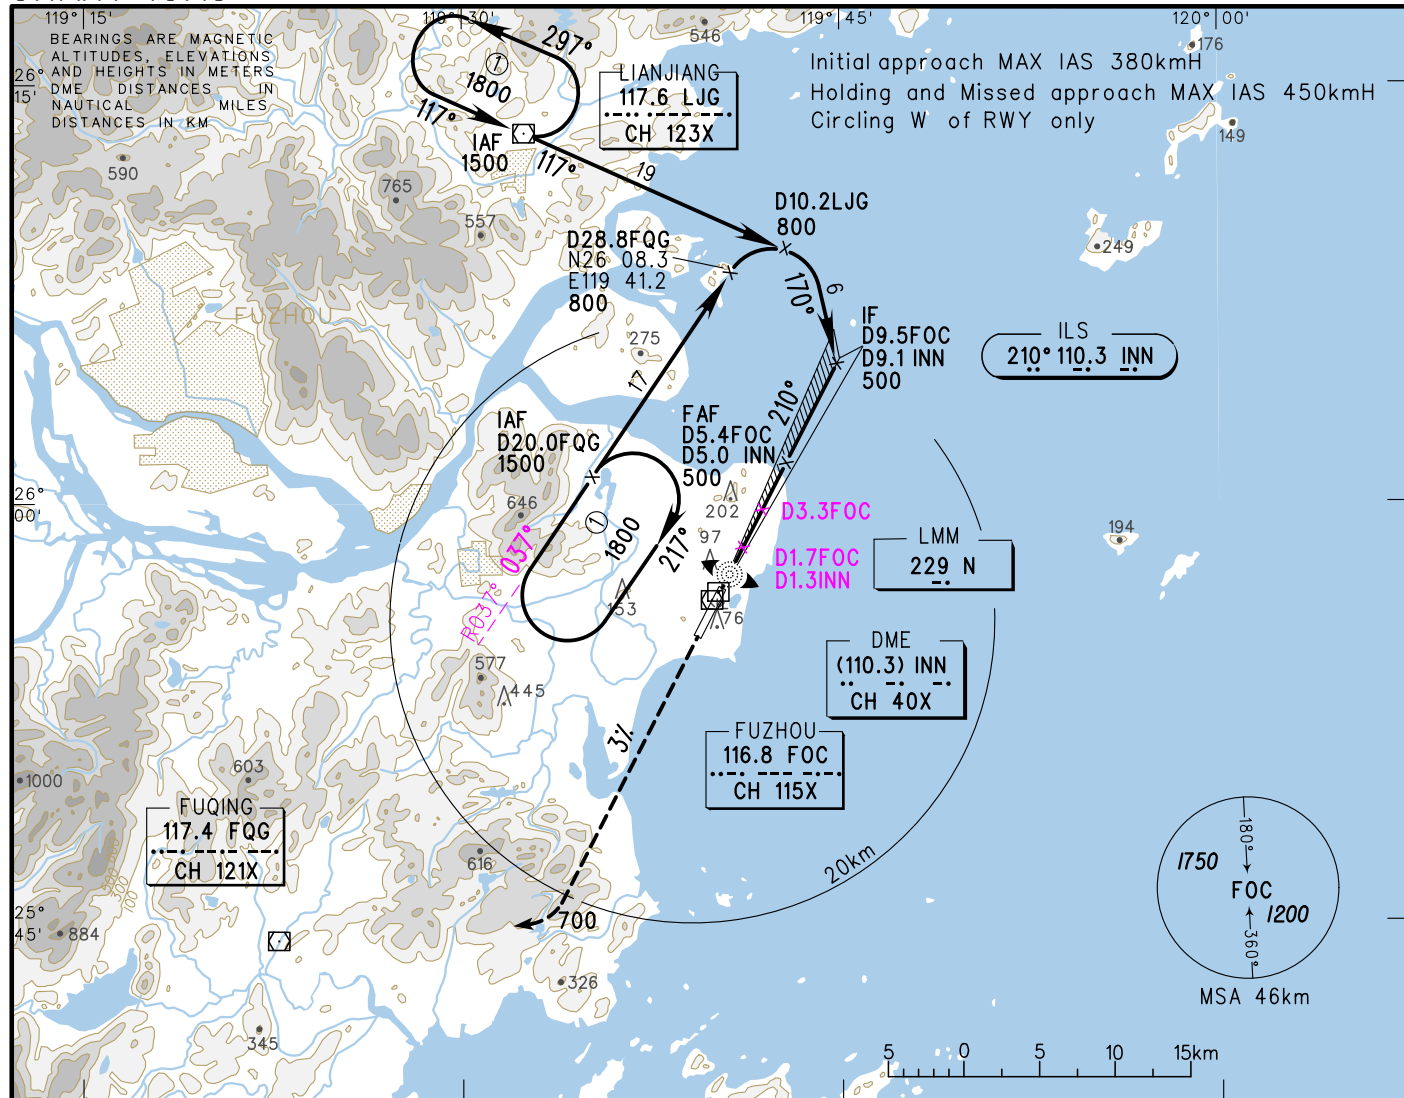 119° 15'
119° 30'
119° 45'
120° 00'
BEARINGS ARE MAGNETIC
ALTITUDES, ELEVATIONS
AND HEIGHTS IN METERS
DME DISTANCES IN
NAUTICAL MILES
DISTANCES IN KM
Initial approach MAX IAS 380kmH
Holding and Missed approach MAX IAS 450kmH
Circling W of RWY only
546
176
149
297°
1
1800
117°
IAF
1500
117°
19
LIANJIANG
117.6 LJG
CH 123X
26°
15'
590
765
557
249
D10.2LJG
800
D28.8FQG
N26 08.3
E119 41.2
800
170°
6
IF
D9.5FOC
D9.1 INN
500
ILS
210° 110.3 INN
FUZHOU
275
17
210°
IAF
D20.0FQG
1500
FAF
D5.4FOC
D5.0 INN
500
26°
00'
646
1
1800
217°
202
97
D3.3FOC
D1.7FOC
D1.3INN
194
LMM
229 N
R037°
037°
153
76
DME
(110.3) INN
CH 40X
577
445
3%
FUZHOU
116.8 FOC
CH 115X
1000
603
FUQING
117.4 FQG
CH 121X
616
20km
180°
1750
FOC
1200
360°
MSA 46km
25°
45'
884
700
326
345
5 0 5 10 15km